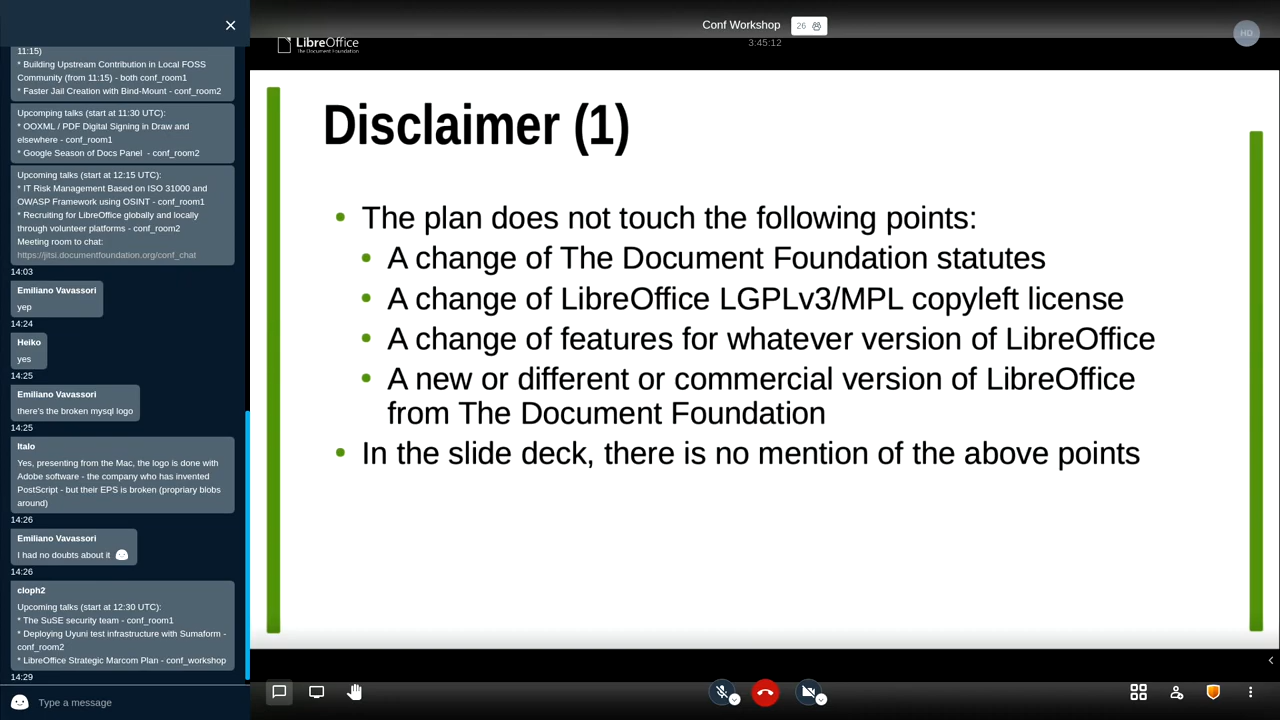 11:15)
* Building Upstream Contribution in Local FOSS
Community (from 11:15) - both conf_room1
* Faster Jail Creation with Bind-Mount - conf_room2
Upcomping talks (start at 11:30 UTC):
* OOXML / PDF Digital Signing in Draw and
elsewhere - conf_room1
* Google Season of Docs Panel - conf_room2
Upcoming talks (start at 12:15 UTC):
* IT Risk Management Based on ISO 31000 and
OWASP Framework using OSINT - conf_room1
* Recruiting for LibreOffice globally and locally
through volunteer platforms - conf_room2
Meeting room to chat:
https://jitsi.documentfoundation.org/conf_chat
14:03
Emiliano Vavassori
yep
14:24
Heiko
yes
14:25
Emiliano Vavassori
there's the broken mysql logo
14:25
Italo
Yes, presenting from the Mac, the logo is done with
Adobe software - the company who has invented
PostScript - but their EPS is broken (propriary blobs
around)
14:26
Emiliano Vavassori
I had no doubts about it
14:26
cloph2
Upcoming talks (start at 12:30 UTC):
* The SuSE security team - conf_room1
* Deploying Uyuni test infrastructure with Sumaform -
conf_room2
* LibreOffice Strategic Marcom Plan - conf_workshop
14:29
Type a message
Conf Workshop 26
3:45:12
HD
LibreOffice
The Document Foundation
Disclaimer (1)
• The plan does not touch the following points:
• A change of The Document Foundation statutes
• A change of LibreOffice LGPLv3/MPL copyleft license
• A change of features for whatever version of LibreOffice
• A new or different or commercial version of LibreOffice
from The Document Foundation
• In the slide deck, there is no mention of the above points